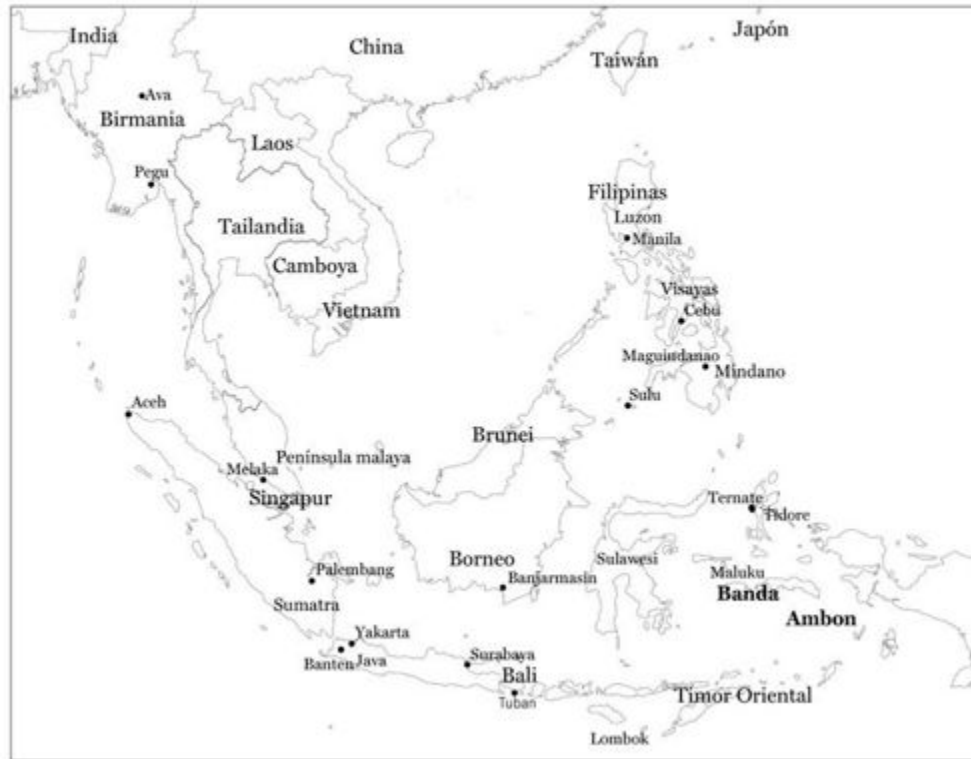 India
China
Taiwán
Japón
Ava
Birmania
Laos
Pegu
Filipinas
Luzon
Manila
Tailandia
Camboya
Vietnam
Visayas
Cebu
Maguindanao
Mindano
Sulu
Aceh
Brunei
Península malaya
Melaka
Singapur
Ternate
Tidore
Borneo
Sulawesi
Palembang
Banjarmasin
Maluku
Banda
Ambon
Sumatra
Yakarta
Banten
Java
Surabaya
Bali
Tuban
Timor Oriental
Lombok